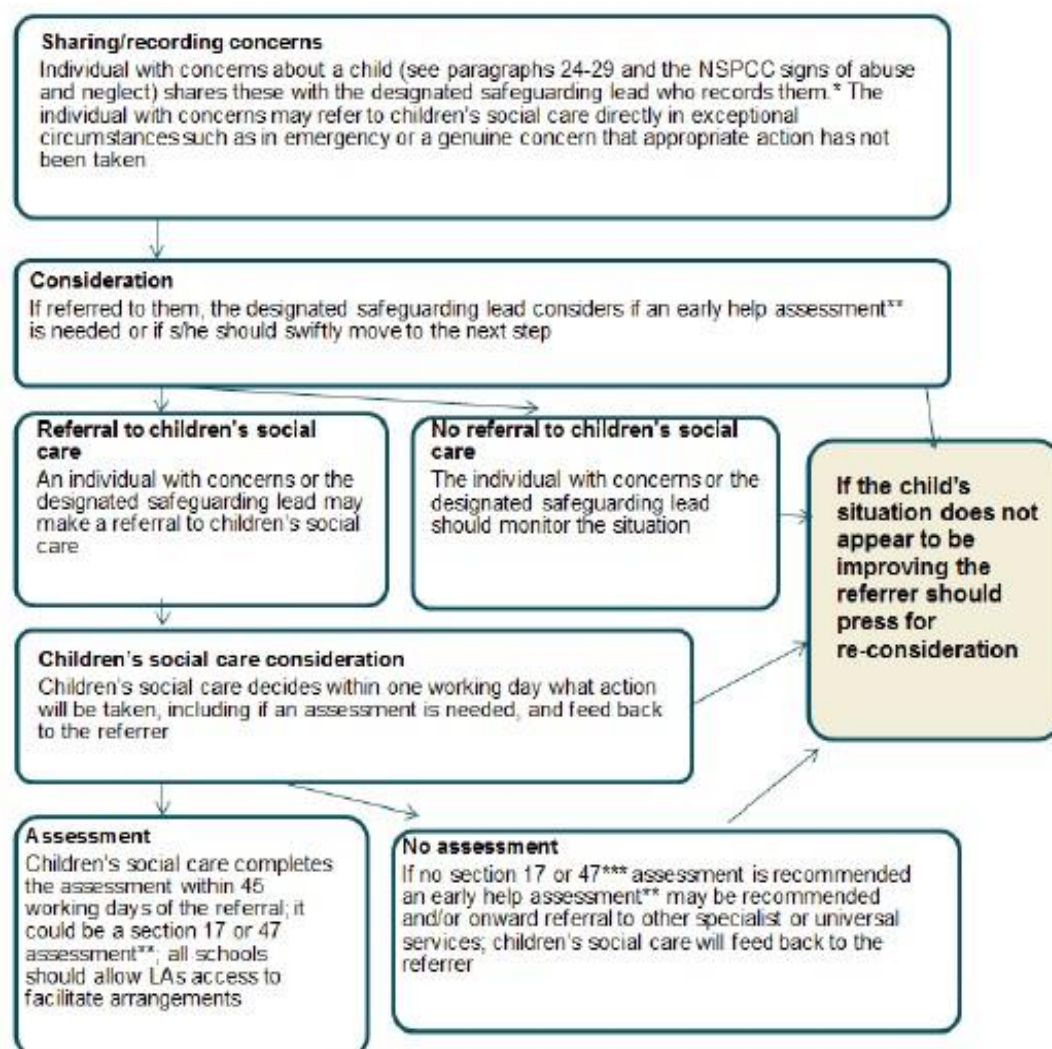 Sharing/recording concerns
Individual with concerns about a child (see paragraphs 24-29 and the NSPCC signs of abuse
and neglect) shares these with the designated safeguarding lead who records them.* The
individual with concerns may refer to children's social care directly in exceptional
circumstances such as in emergency or a genuine concern that appropriate action has not
been taken
Consideration
If referred to them, the designated safeguarding lead considers if an early help assessment**
is needed or if s/he should swiftly move to the next step
Referral to children's social
care
An individual with concerns or the
designated safeguarding lead may
make a referral to children's social
care
No referral to children's social
care
The individual with concerns or the
designated safeguarding lead
should monitor the situation
If the child's
situation does not
appear to be
improving the
referrer should
press for
re-consideration
Children's social care consideration
Children's social care decides within one working day what action
will be taken, including if an assessment is needed, and feed back
to the referrer
Assessment
Children's social care completes
the assessment within 45
working days of the referral; it
could be a section 17 or 47
assessment**; all schools
should allow LAs access to
facilitate arrangements
No assessment
If no section 17 or 47*** assessment is recommended
an early help assessment** may be recommended
and/or onward referral to other specialist or universal
services; children's social care will feed back to the
referrer